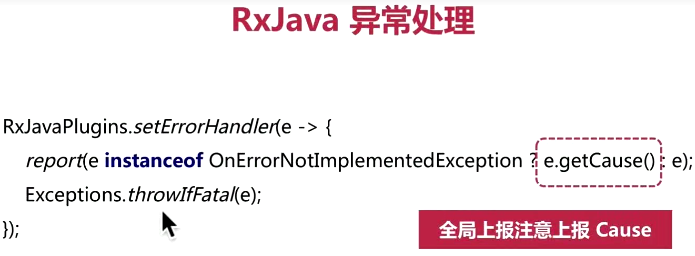 RxJava 异常处理
RxJavaPlugins.setErrorHandler(e -> {
report(e instanceof OnErrorNotImplementedException ? e.getCause() : e);
Exceptions.throwIfFatal(e);
});
全局上报注意上报 Cause